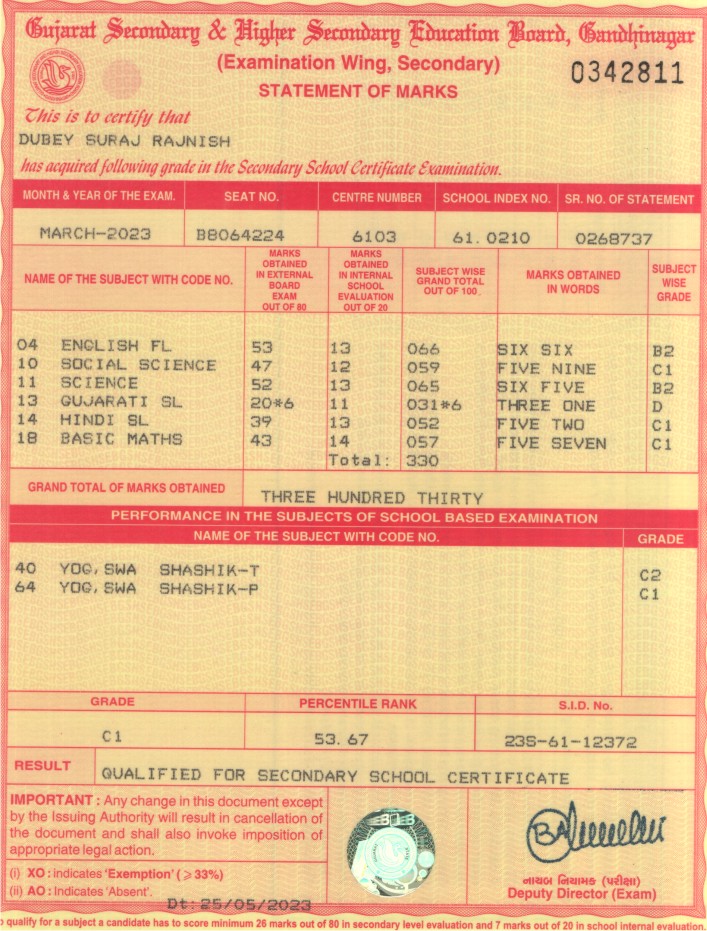 Gujarat Secondary & Higher Secondary Education Board, Gandhinagar
(Examination Wing, Secondary)
0342811
STATEMENT OF MARKS
This is to certify that
DUBEY SURAJ RAJNISH
has acquired following grade in the Secondary School Certificate Examination.
MONTH & YEAR OF THE EXAM. SEAT NO. CENTRE NUMBER SCHOOL INDEX NO. SR. NO. OF STATEMENT
MARCH-2023 B8064224 6103 61.0210 0268737
NAME OF THE SUBJECT WITH CODE NO. MARKS OBTAINED IN EXTERNAL BOARD EXAM OUT OF 80 MARKS OBTAINED IN INTERNAL SCHOOL EVALUATION OUT OF 20 SUBJECT WISE GRAND TOTAL OUT OF 100. MARKS OBTAINED IN WORDS SUBJECT WISE GRADE
04 ENGLISH FL 53 13 066 SIX SIX B2
10 SOCIAL SCIENCE 47 12 059 FIVE NINE C1
11 SCIENCE 52 13 065 SIX FIVE B2
13 GUJARATI SL 20*6 11 031*6 THREE ONE D
14 HINDI SL 39 13 052 FIVE TWO C1
18 BASIC MATHS 43 14 057 FIVE SEVEN C1
Total: 330
GRAND TOTAL OF MARKS OBTAINED THREE HUNDRED THIRTY
PERFORMANCE IN THE SUBJECTS OF SCHOOL BASED EXAMINATION
NAME OF THE SUBJECT WITH CODE NO. GRADE
40 YOG,SWA SHASHIK-T C2
64 YOG,SWA SHASHIK-P C1
GRADE PERCENTILE RANK S.I.D. No.
C1 53.67 23S-61-12372
RESULT QUALIFIED FOR SECONDARY SCHOOL CERTIFICATE
IMPORTANT : Any change in this document except
by the Issuing Authority will result in cancellation of
the document and shall also invoke imposition of
appropriate legal action.
(i) XO : indicates 'Exemption' (⩾ 33%)
(ii) AO : Indicates 'Absent'.
Dt:25/05/2023
નાયબ નિયામક (પરીક્ષા)
Deputy Director (Exam)
qualify for a subject a candidate has to score minimum 26 marks out of 80 in secondary level evaluation and 7 marks out of 20 in school internal evaluation.